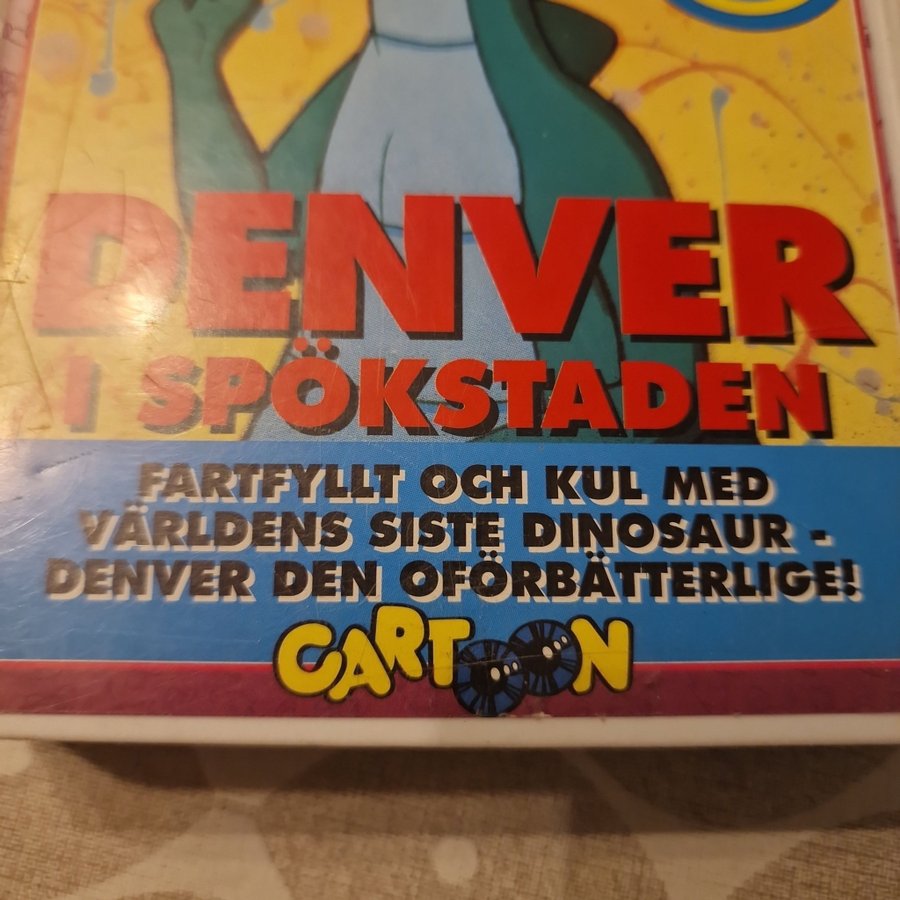 DENVER
I SPÖKSTADEN
FARTFYLLT OCH KUL MED
VÄRLDENS SISTE DINOSAUR -
DENVER DEN OFÖRBÄTTERLIGE!
CARTOON